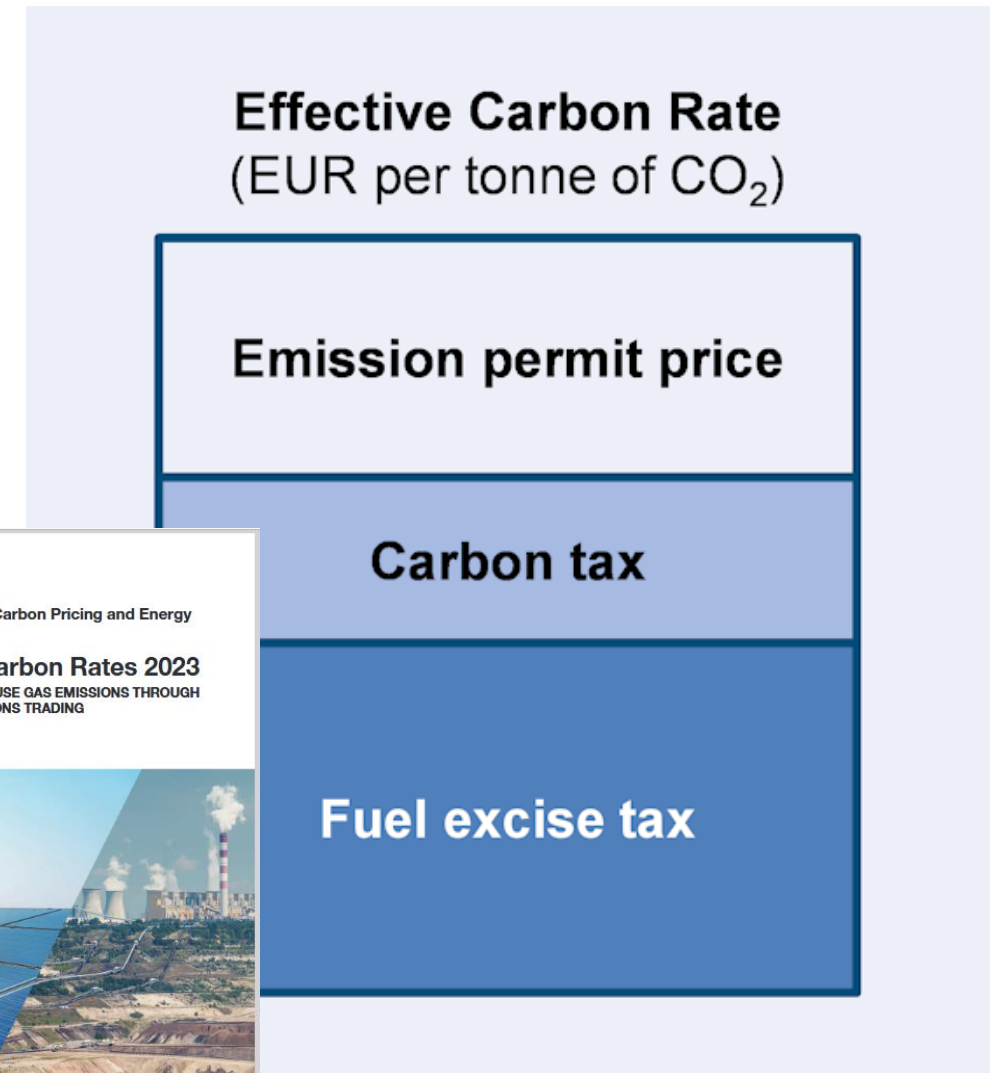 Effective Carbon Rate
(EUR per tonne of CO₂)
Emission permit price
Carbon tax
Fuel excise tax
Carbon Pricing and Energy
arbon Rates 2023
USE GAS EMISSIONS THROUGH
ONS TRADING